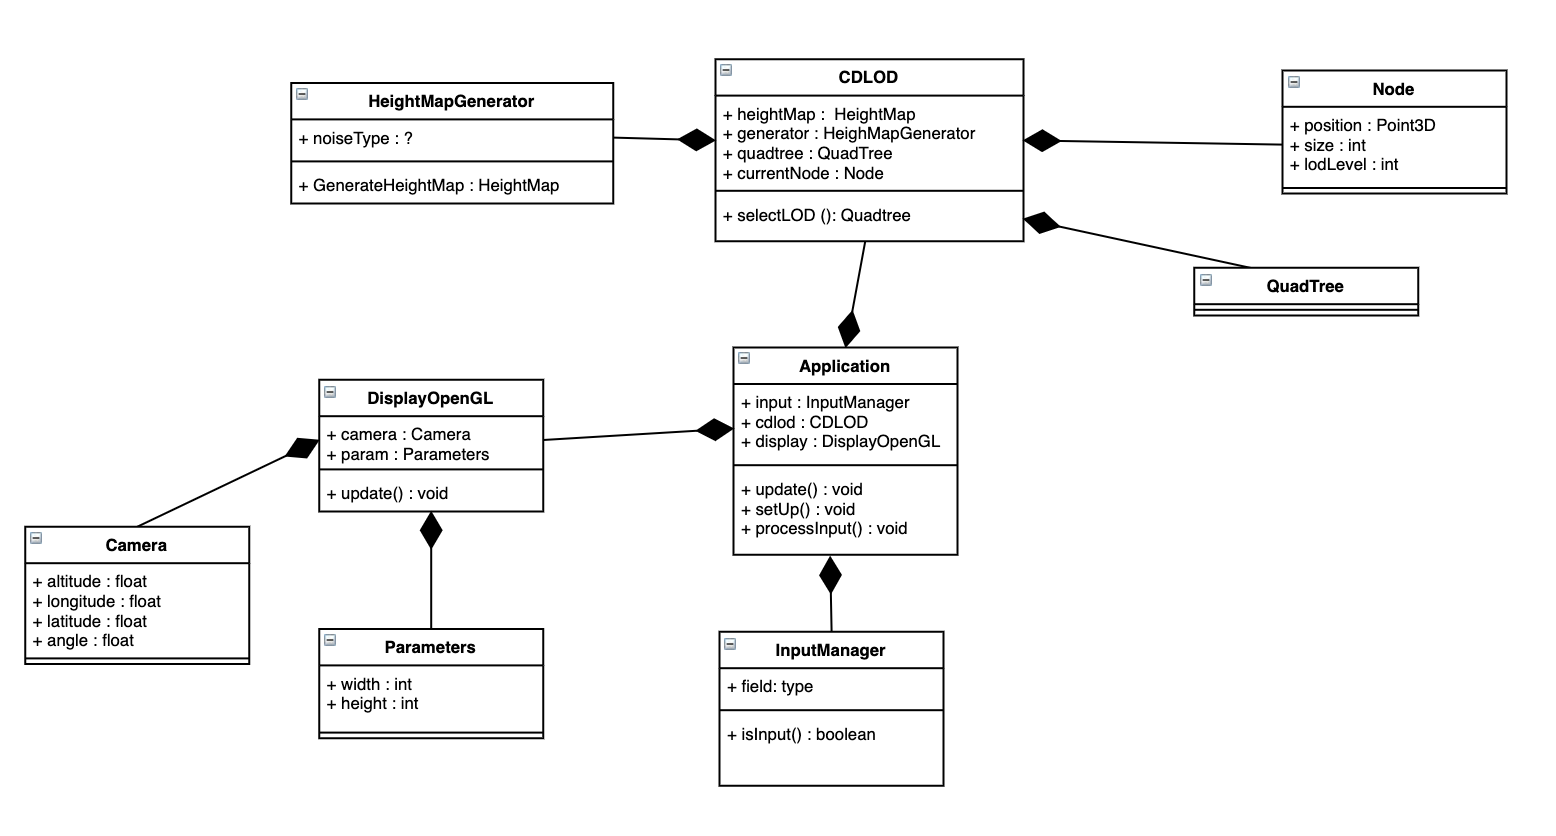 HeightMapGenerator
+ noiseType : ?
+ GenerateHeightMap : HeightMap
CDLOD
+ heightMap :  HeightMap
+ generator : HeighMapGenerator
+ quadtree : QuadTree
+ currentNode : Node
+ selectLOD (): Quadtree
Node
+ position : Point3D
+ size : int
+ lodLevel : int
QuadTree
Application
+ input : InputManager
+ cdlod : CDLOD
+ display : DisplayOpenGL
+ update() : void
+ setUp() : void
+ processInput() : void
DisplayOpenGL
+ camera : Camera
+ param : Parameters
+ update() : void
Camera
+ altitude : float
+ longitude : float
+ latitude : float
+ angle : float
Parameters
+ width : int
+ height : int
InputManager
+ field: type
+ isInput() : boolean